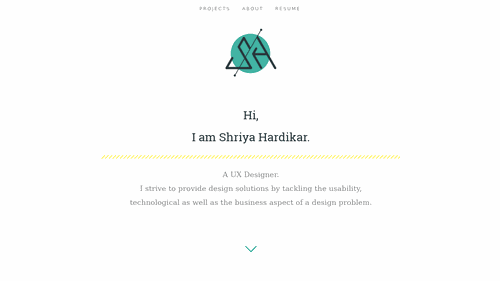 PROJECTS ABOUT RESUME
Hi,
I am Shriya Hardikar.
A UX Designer.
I strive to provide design solutions by tackling the usability,
technological as well as the business aspect of a design problem.